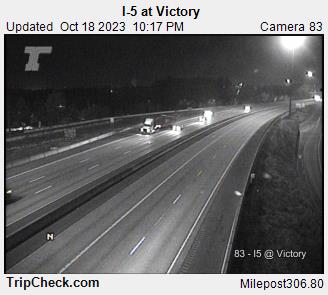 I-5 at Victory
Updated Oct 18 2023 10:17 PM Camera 83
T
N
83 - I5 @ Victory
TripCheck.com Milepost306.80